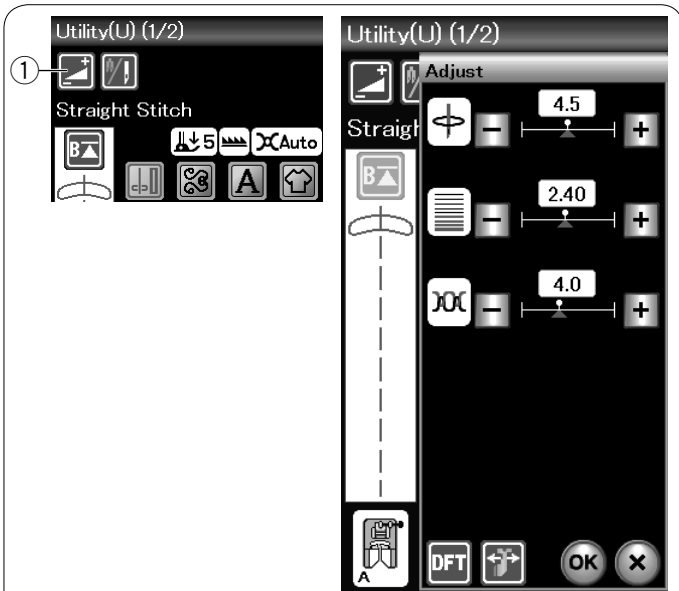 Utility(U) (1/2)
1
Straight Stitch
B
5
Auto
A
Utility(U) (1/2)
Adjust
Straigh
B
4.5
2.40
4.0
A
DFT
OK